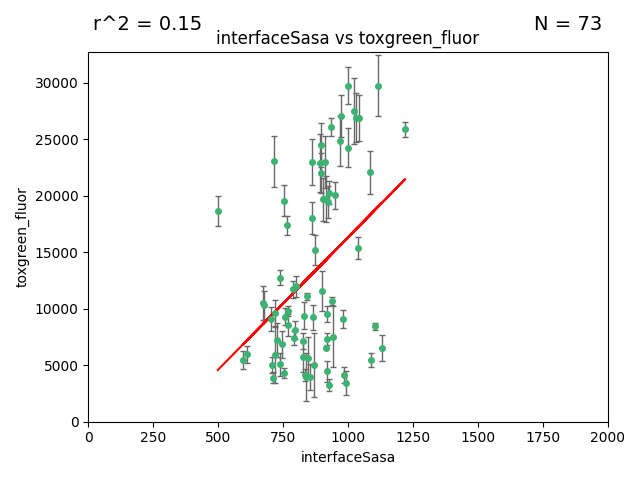 r^2 = 0.15
N = 73
interfaceSasa vs toxgreen_fluor
30000
25000
20000
15000
10000
5000
0
toxgreen_fluor
0 250 500 750 1000 1250 1500 1750 2000
interfaceSasa